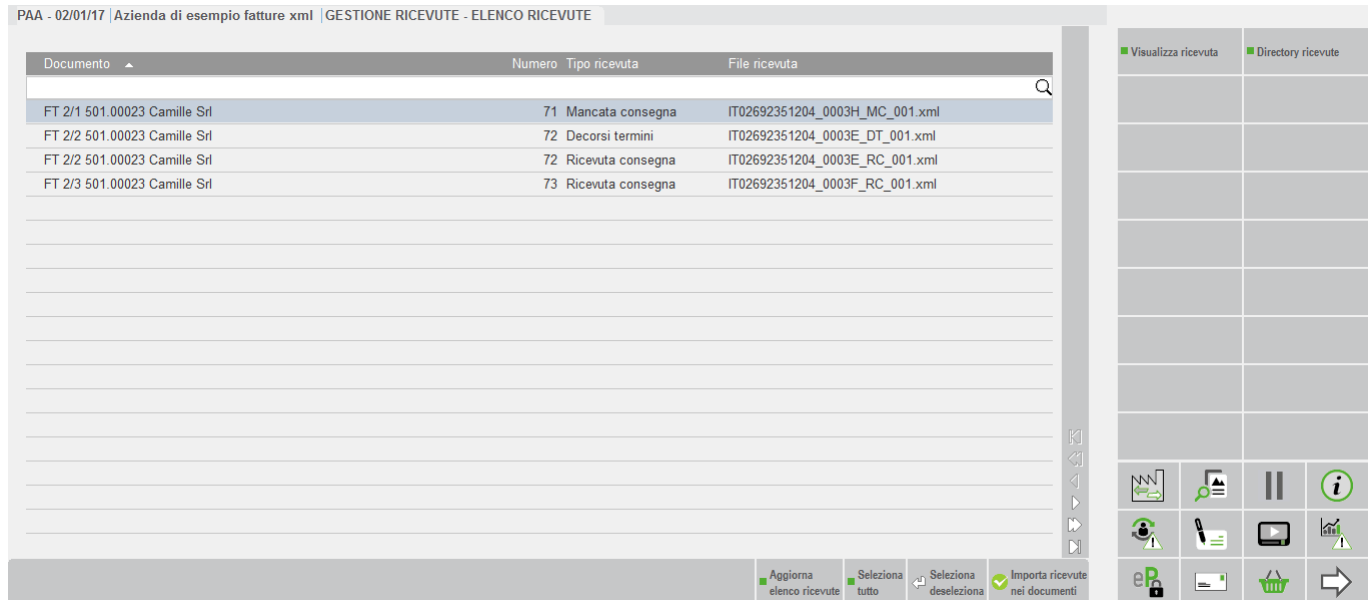 PAA - 02/01/17 Azienda di esempio fatture xml GESTIONE RICEVUTE - ELENCO RICEVUTE
Visualizza ricevuta Directory ricevute
Documento Numero Tipo ricevuta File ricevuta
FT 2/1 501.00023 Camille Srl 71 Mancata consegna IT02692351204_0003H_MC_001.xml
FT 2/2 501.00023 Camille Srl 72 Decorsi termini IT02692351204_0003E_DT_001.xml
FT 2/2 501.00023 Camille Srl 72 Ricevuta consegna IT02692351204_0003E_RC_001.xml
FT 2/3 501.00023 Camille Srl 73 Ricevuta consegna IT02692351204_0003F_RC_001.xml
i
eP
Aggiorna
elenco ricevute
Seleziona
tutto
Seleziona
deseleziona
Importa ricevute
nei documenti